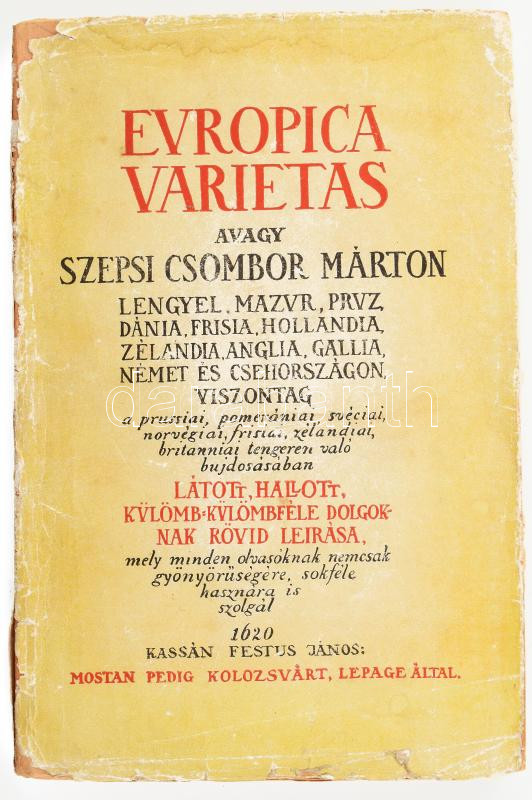 EVROPICA
VARIETAS
AVAGY
SZEPSI CSOMBOR MÁRTON
LENGYEL, MAZVR, PRVZ,
DÁNIA, FRISIA, HOLLANDIA,
ZÈLANDIA, ANGLIA, GALLIA,
NÉMET ÉS CSEHORSZÁGON,
VISZONTAG
a prussiai, pomerániai, svéciai,
norvégiai, frisiai, zélandiai,
britanniai tengeren való
bujdosásában
LÁTOTT, HALLOTT,
KÜLÖMB-KÜLÖMBFÉLE DOLGOK-
NAK RÖVID LEIRÁSA,
mely minden olvasóknak nemcsak
gyönyörűségére, sokféle
hasznára is
szolgál
1620
KASSÁN FESTUS JÁNOS:
MOSTAN PEDIG KOLOZSVÁRT, LEPAGE ÁLTAL.